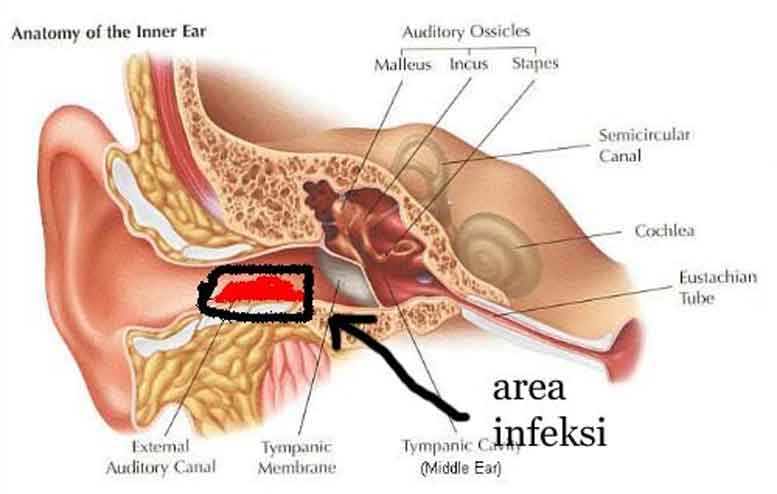 Anatomy of the Inner Ear
Auditory Ossicles
Malleus Incus Stapes
Semicircular
Canal
Cochlea
Eustachian
Tube
area
infeksi
External
Auditory Canal
Tympanic
Membrane
Tympanic Cavity
(Middle Ear)